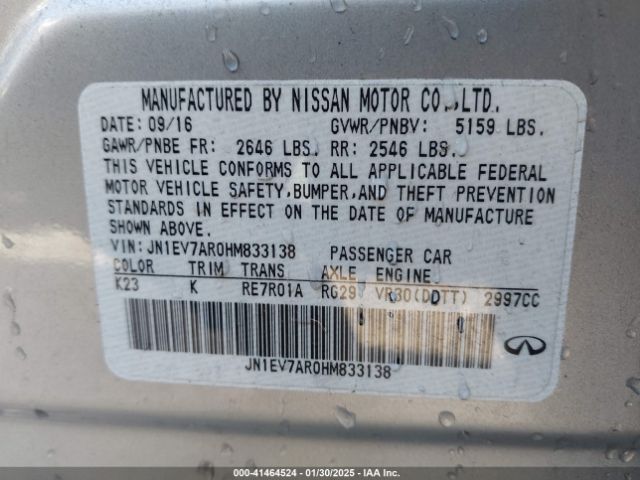 MANUFACTURED BY NISSAN MOTOR CO.,LTD.
DATE: 09/16 GVWR/PNBV: 5159 LBS.
GAWR/PNBE FR: 2646 LBS. RR: 2546 LBS.
THIS VEHICLE CONFORMS TO ALL APPLICABLE FEDERAL
MOTOR VEHICLE SAFETY,BUMPER,AND THEFT PREVENTION
STANDARDS IN EFFECT ON THE DATE OF MANUFACTURE
SHOWN ABOVE.
VIN: JN1EV7AR0HM833138 PASSENGER CAR
COLOR TRIM TRANS AXLE ENGINE
K23 K RE7R01A RG29 VR30(DDTT) 2997CC
JN1EV7AR0HM833138
000-41464524 - 01/30/2025 - IAA Inc.